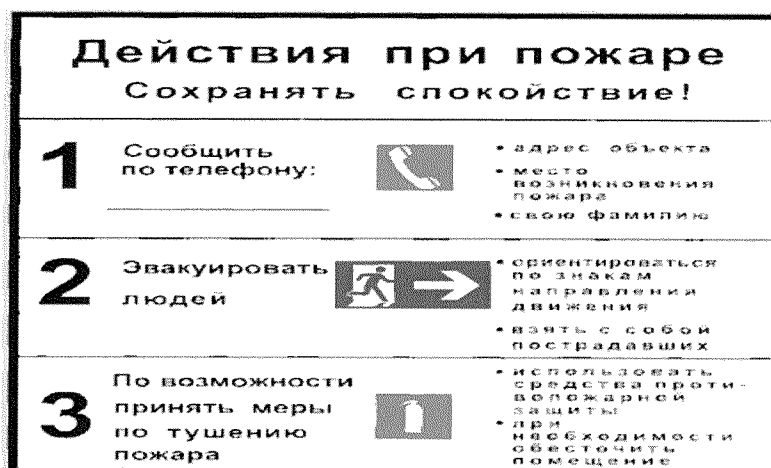 Действия при пожаре
Сохранять спокойствие!
1
Сообщить
по телефону:
• адрес объекта
• место
возникновения
пожара
• свою фамилию
2
Эвакуировать
людей
• ориентироваться
по знакам
направления
движения
• взять с собой
пострадавших
3
По возможности
принять меры
по тушению
пожара
• использовать
средства проти-
вопожарной
защиты
• при
необходимости
обесточить
помещение